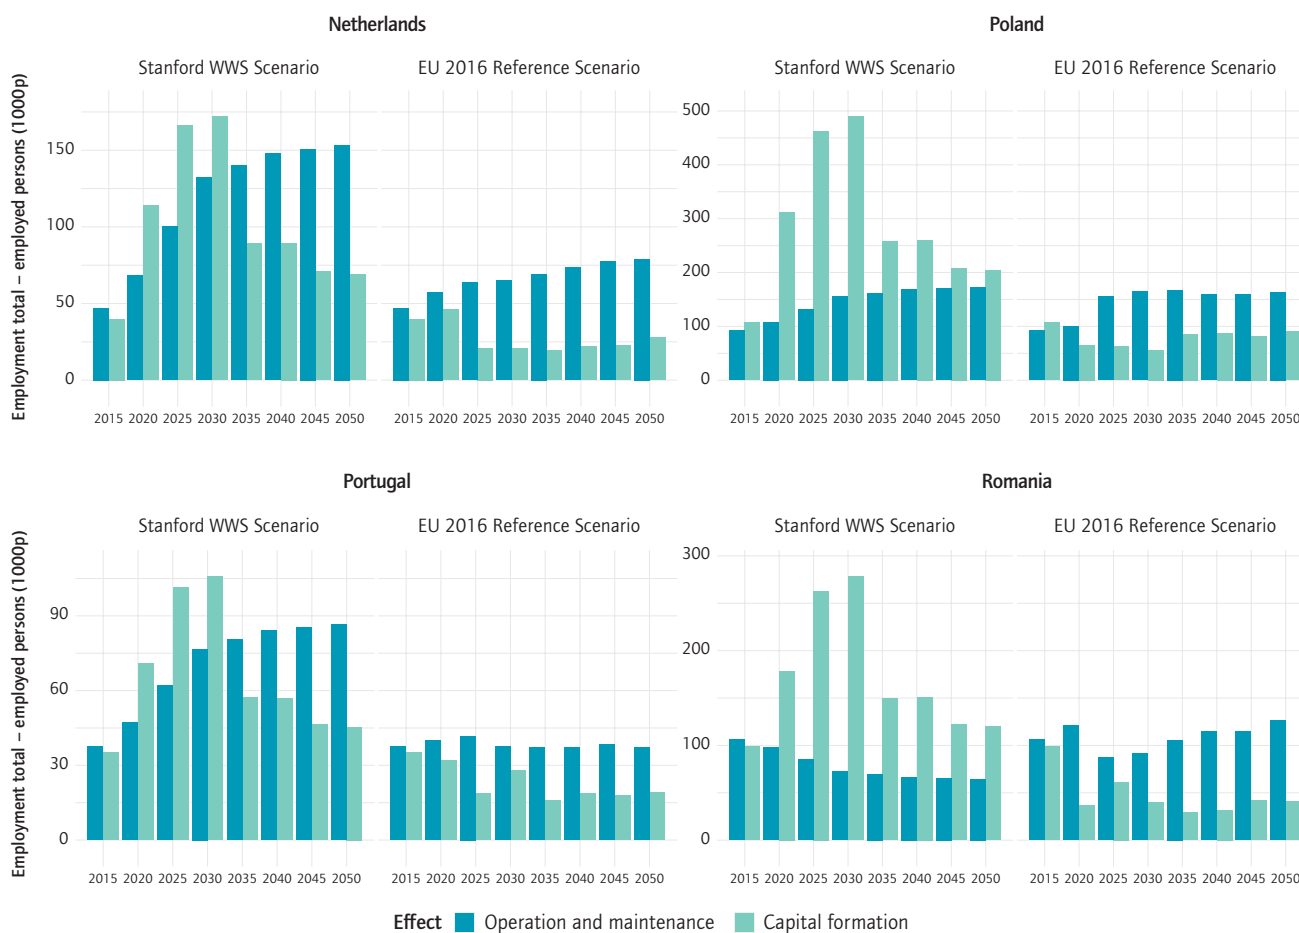 Netherlands
Stanford WWS Scenario
EU 2016 Reference Scenario
Employment total – employed persons (1000p)
150
100
50
0
2015 2020 2025 2030 2035 2040 2045 2050
2015 2020 2025 2030 2035 2040 2045 2050
Poland
Stanford WWS Scenario
EU 2016 Reference Scenario
500
400
300
200
100
0
2015 2020 2025 2030 2035 2040 2045 2050
2015 2020 2025 2030 2035 2040 2045 2050
Portugal
Stanford WWS Scenario
EU 2016 Reference Scenario
Employment total – employed persons (1000p)
90
60
30
0
2015 2020 2025 2030 2035 2040 2045 2050
2015 2020 2025 2030 2035 2040 2045 2050
Romania
Stanford WWS Scenario
EU 2016 Reference Scenario
300
200
100
0
2015 2020 2025 2030 2035 2040 2045 2050
2015 2020 2025 2030 2035 2040 2045 2050
Effect Operation and maintenance Capital formation